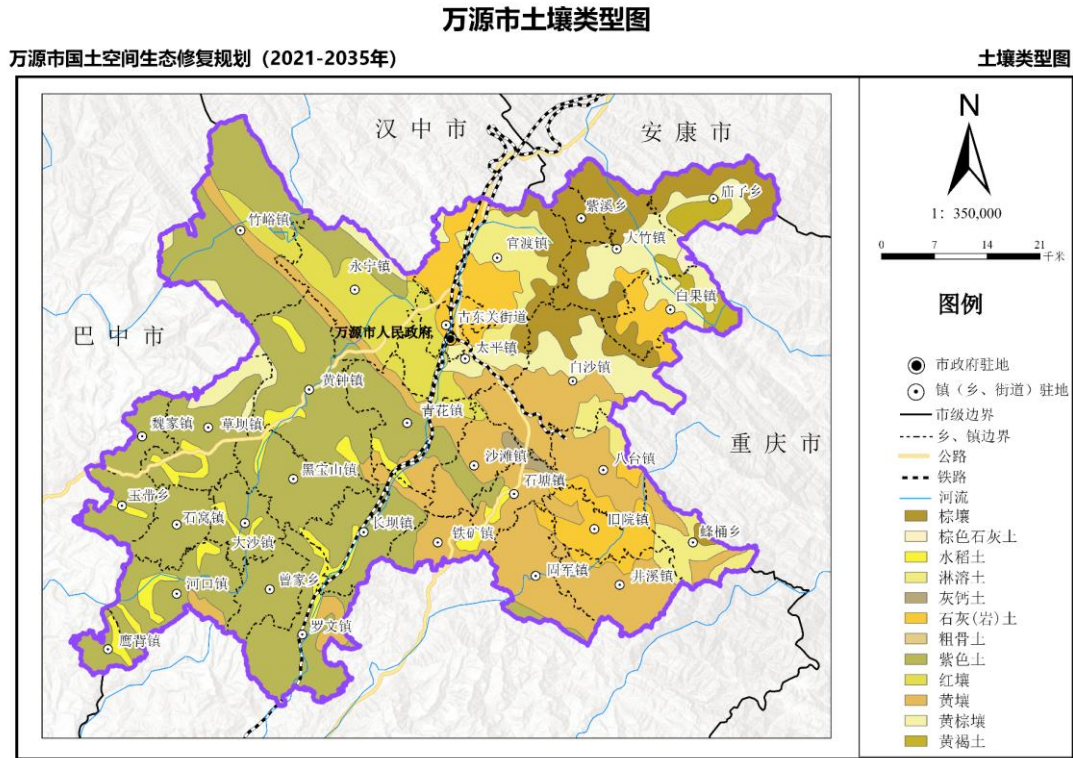 万源市土壤类型图
万源市国土空间生态修复规划（2021-2035年）
土壤类型图
汉中市
安康市
巴中市
重庆市
庙子乡
紫溪乡
竹峪镇
官渡镇
大竹镇
永宁镇
白果镇
古东关街道
万源市人民政府
太平镇
白沙镇
黄钟镇
青花镇
魏家镇
草坝镇
沙滩镇
八台镇
黑宝山镇
石塘镇
玉带乡
石窝镇
大沙镇
长坝镇
铁矿镇
旧院镇
蜂桶乡
河口镇
曾家乡
固军镇
井溪镇
罗文镇
鹰背镇
N
1：350,000
0 7 14 21
千米
图例
市政府驻地
镇（乡、街道）驻地
市级边界
乡、镇边界
公路
铁路
河流
棕壤
棕色石灰土
水稻土
淋溶土
灰钙土
石灰(岩)土
粗骨土
紫色土
红壤
黄壤
黄棕壤
黄褐土